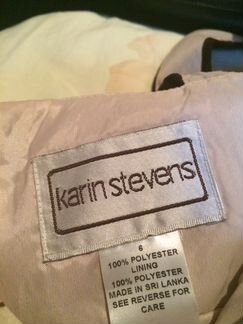 karin stevens
6
100% POLYESTER
LINING
100% POLYESTER
MADE IN SRI LANKA
SEE REVERSE FOR
CARE